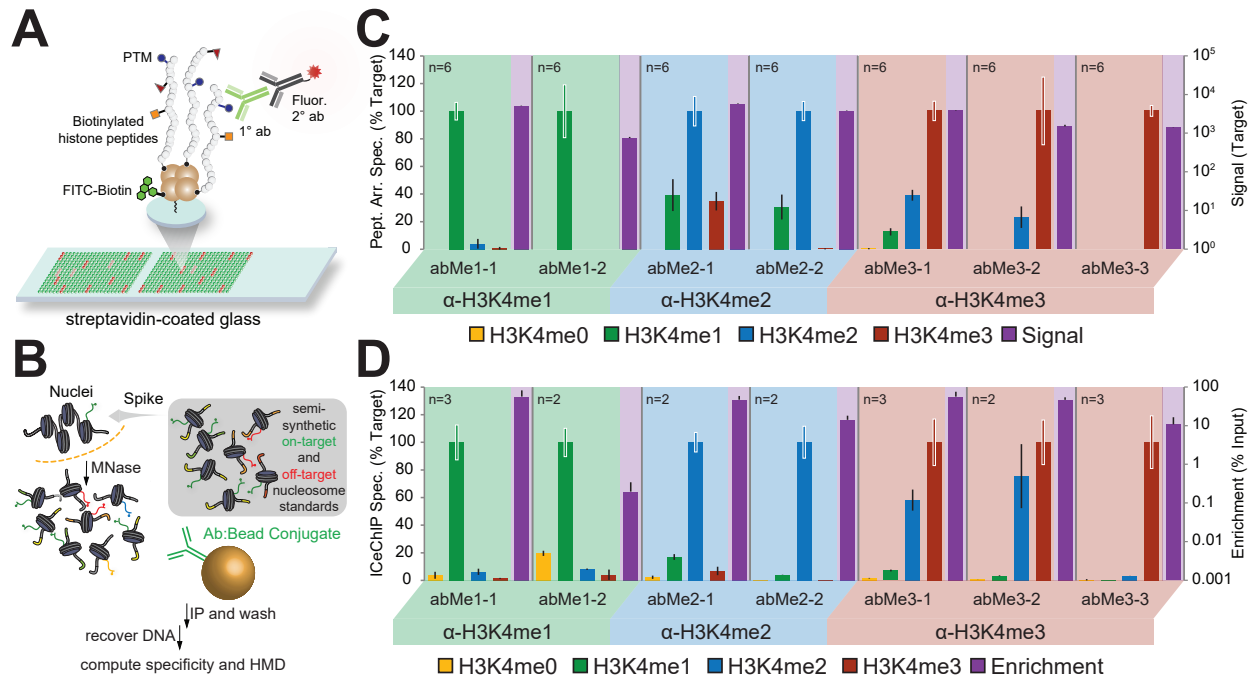 A
PTM
Fluor.
2° ab
1° ab
Biotinylated
histone peptides
FITC-Biotin
streptavidin-coated glass
B
Nuclei
Spike
semi-
synthetic
on-target
and
off-target
nucleosome
standards
MNase
Ab:Bead Conjugate
IP and wash
recover DNA
compute specificity and HMD
C
Pept. Arr. Spec. (% Target)
140
120
100
80
60
40
20
0
n=6 n=6 n=6 n=6 n=6 n=6 n=6
10⁵
10⁴
10³
10²
10¹
10⁰
Signal (Target)
abMe1-1 abMe1-2 abMe2-1 abMe2-2 abMe3-1 abMe3-2 abMe3-3
α-H3K4me1 α-H3K4me2 α-H3K4me3
H3K4me0 H3K4me1 H3K4me2 H3K4me3 Signal
D
ICeChIP Spec. (% Target)
140
120
100
80
60
40
20
0
n=3 n=2 n=2 n=2 n=3 n=2 n=3
100
10
1
0.1
0.01
0.001
Enrichment (% Input)
abMe1-1 abMe1-2 abMe2-1 abMe2-2 abMe3-1 abMe3-2 abMe3-3
α-H3K4me1 α-H3K4me2 α-H3K4me3
H3K4me0 H3K4me1 H3K4me2 H3K4me3 Enrichment